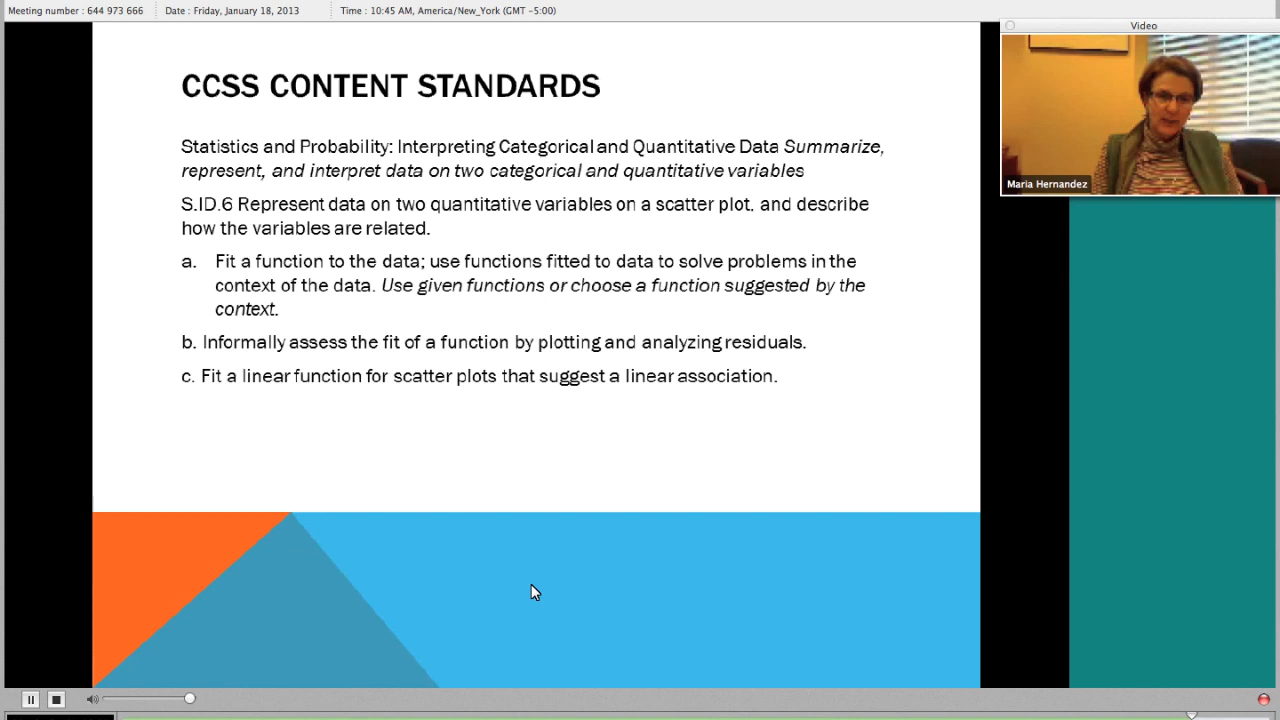 Meeting number : 644 973 666 Date : Friday, January 18, 2013 Time : 10:45 AM, America/New_York (GMT -5:00)
Video
Maria Hernandez
CCSS CONTENT STANDARDS
Statistics and Probability: Interpreting Categorical and Quantitative Data Summarize,
represent, and interpret data on two categorical and quantitative variables
S.ID.6 Represent data on two quantitative variables on a scatter plot, and describe
how the variables are related.
a. Fit a function to the data; use functions fitted to data to solve problems in the
context of the data. Use given functions or choose a function suggested by the
context.
b. Informally assess the fit of a function by plotting and analyzing residuals.
c. Fit a linear function for scatter plots that suggest a linear association.